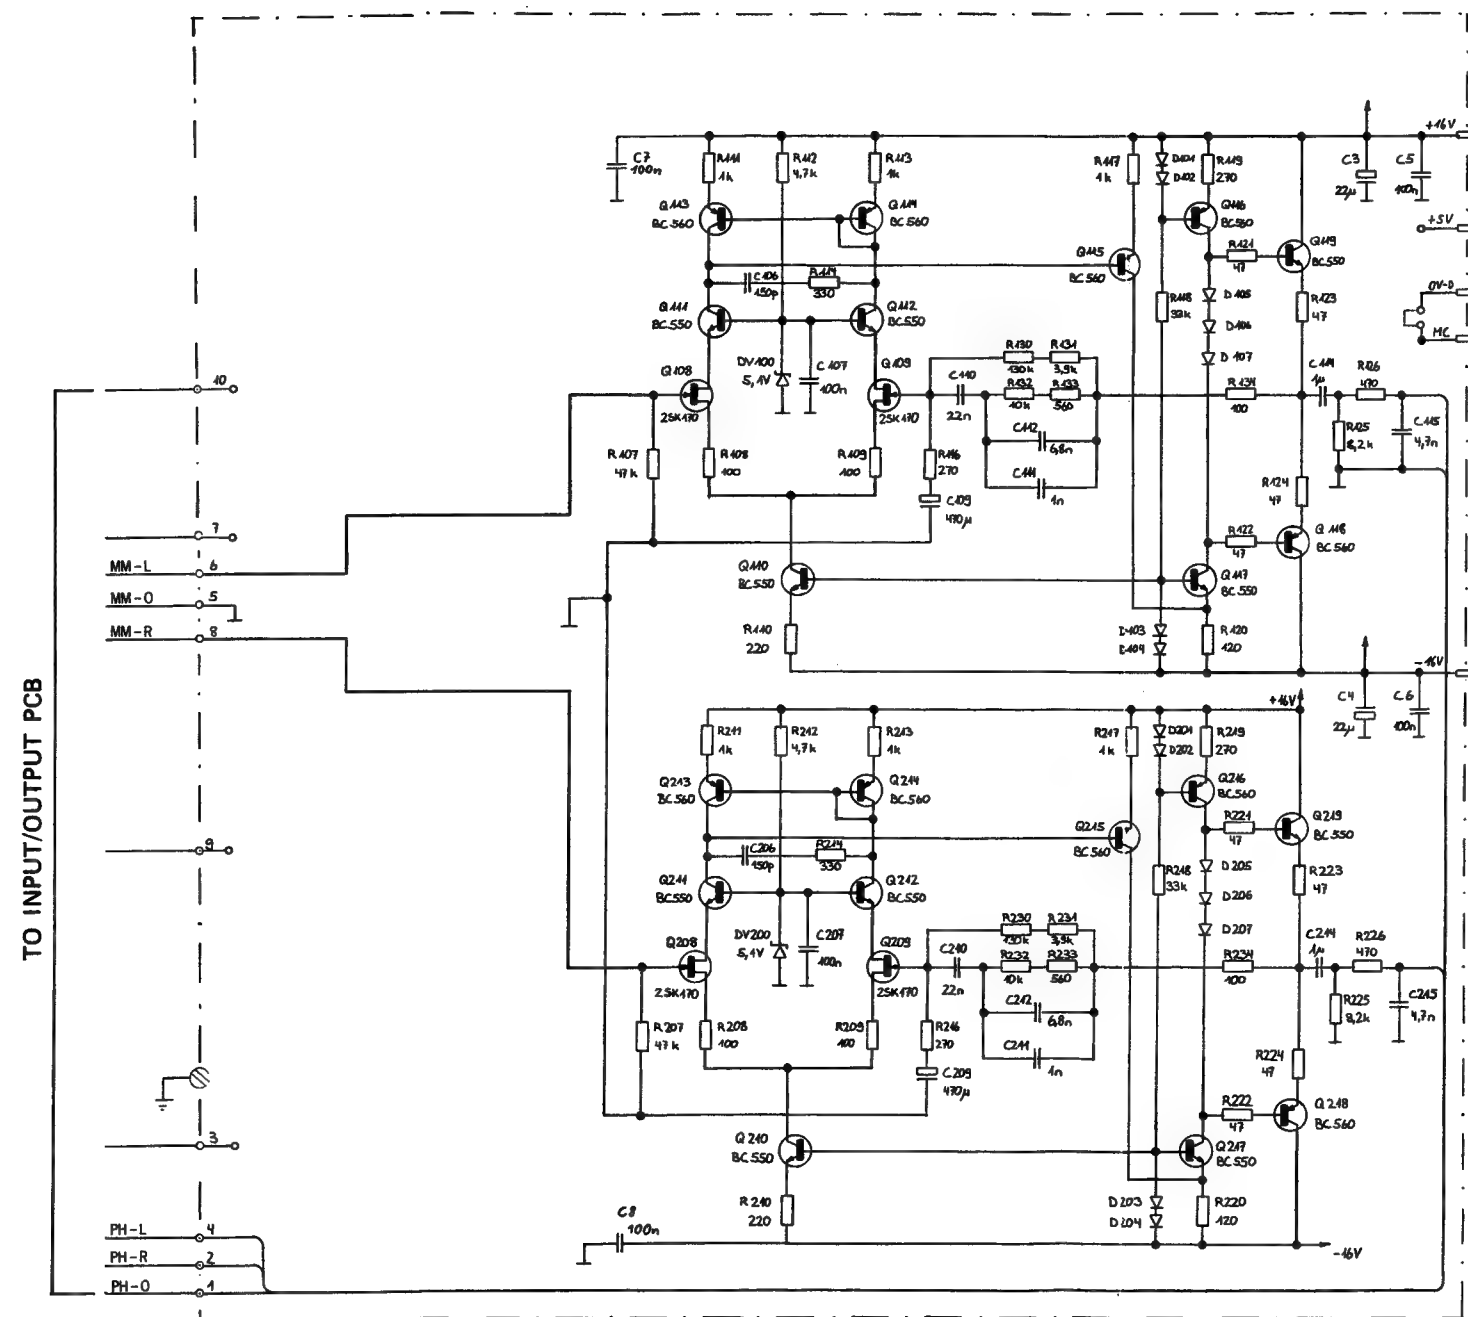 +16V
C7
100n
R111
1k
R112
4,7k
R113
1k
R117
1k
D101
D102
R119
270
C3
22µ
C5
100n
Q113
BC560
Q114
BC560
Q116
BC560
+5V
Q115
BC560
R121
47
Q119
BC550
C106
150p
R114
330
Q111
BC550
Q112
BC550
R118
33k
D105
D106
D107
R123
47
0V-D
MC
DV100
5,1V
C107
100n
Q108
2SK170
Q109
2SK170
R130
130k
R131
3,9k
C110
22n
R132
10k
R133
560
R134
100
C114
1µ
R126
470
10
C112
6,8n
C111
1n
R125
8,2k
C115
4,7n
R107
47k
R108
100
R109
100
R116
270
C109
470µ
R124
47
R122
47
Q118
BC560
7
MM-L
6
MM-0
5
MM-R
8
Q110
BC550
Q117
BC550
R110
220
D103
D104
R120
120
-16V
C4
22µ
C6
100n
+16V
R211
1k
R212
4,7k
R213
1k
R217
1k
D201
D202
R219
270
Q213
BC560
Q214
BC560
Q216
BC560
Q215
BC560
R221
47
Q219
BC550
C206
150p
R214
330
Q211
BC550
Q212
BC550
R218
33k
D205
D206
D207
R223
47
9
TO INPUT/OUTPUT PCB
DV200
5,1V
C207
100n
Q208
2SK170
Q209
2SK170
R230
130k
R231
3,9k
C210
22n
R232
10k
R233
560
R234
100
C214
1µ
R226
470
C212
6,8n
C211
1n
R225
8,2k
C215
4,7n
R207
47k
R208
100
R209
100
R216
270
C209
470µ
R224
47
R222
47
Q218
BC560
3
Q210
BC550
Q217
BC550
R210
220
D203
D204
R220
120
C8
100n
-16V
PH-L
4
PH-R
2
PH-0
1